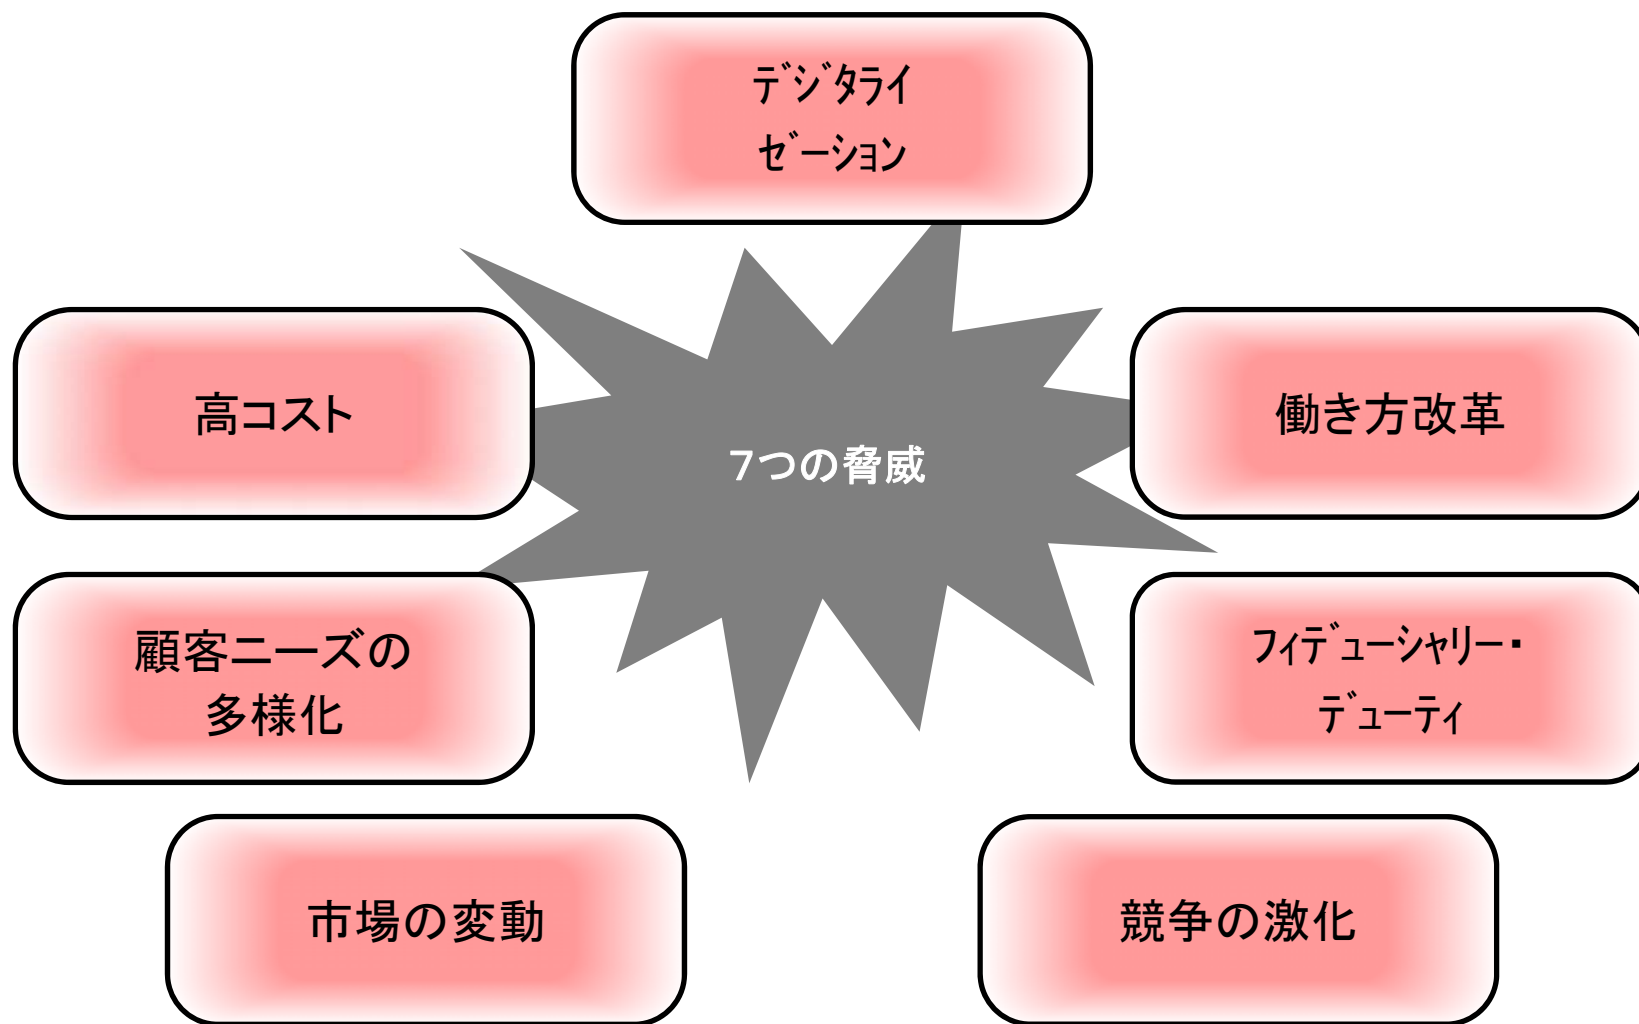 ﾃﾞｼﾞﾀﾗｲ
ｾﾞｰｼｮﾝ
高コスト
７つの脅威
働き方改革
顧客ニーズの
多様化
ﾌｨﾃﾞｭｰｼｬﾘｰ・
ﾃﾞｭｰﾃｨ
市場の変動
競争の激化